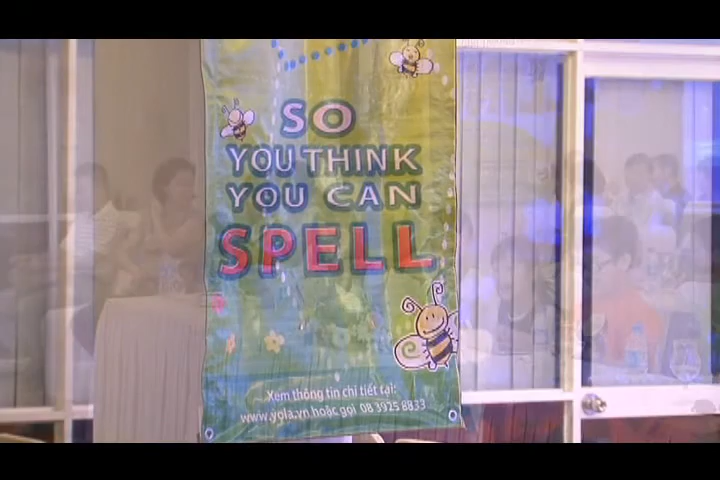 SO
YOU THINK
YOU CAN
SPELL
Xem thông tin chi tiết tại:
www.yola.vn hoặc gọi 08 3925 8833